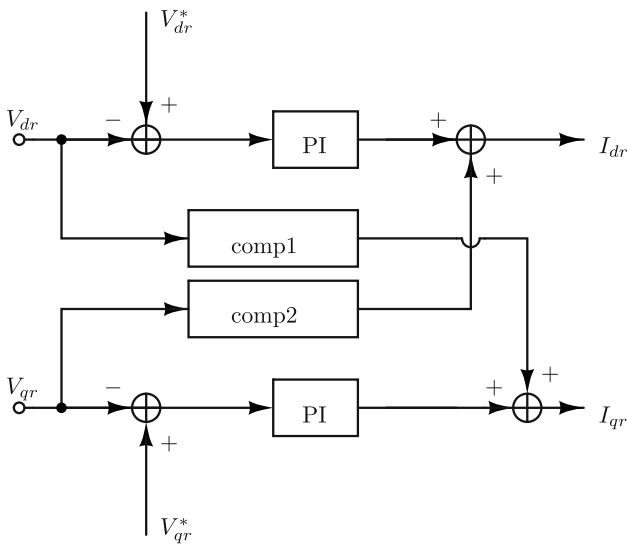 V*dr
Vdr
−
+
PI
+
Idr
+
comp1
comp2
Vqr
−
PI
+
+
Iqr
+
V*qr